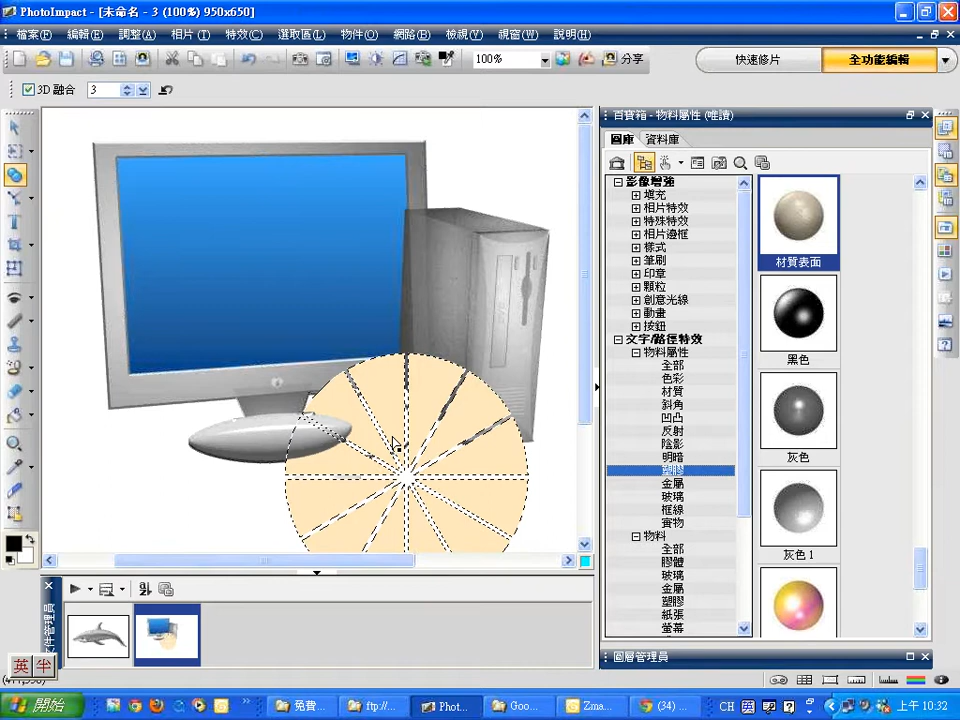 PhotoImpact - [未命名 - 3 (100%) 950x650]
檔案(F) 編輯(E) 調整(A) 相片 (I) 特效(C) 選取區(L) 物件(O) 網路(B) 檢視(V) 視窗(W) 說明(H)
100% 分享 快速修片 全功能編輯
3D 融合 3
百寶箱 - 物料屬性 (唯讀)
圖庫 資料庫
影像增強
填充
相片特效
特殊特效
相片邊框
樣式
筆刷
印章
顆粒
創意光線
動畫
按鈕
文字/路徑特效
物料屬性
全部
色彩
材質
斜角
凹凸
反射
陰影
明暗
塑膠
金屬
玻璃
框線
實物
物料
全部
膠體
玻璃
金屬
塑膠
紙張
螢幕
材質表面
黑色
灰色
灰色 1
圖層管理員
文件管理員
英 半
開始 免費... ftp://... Phot... Goo... Zma... (34) ... CH 上午 10:32